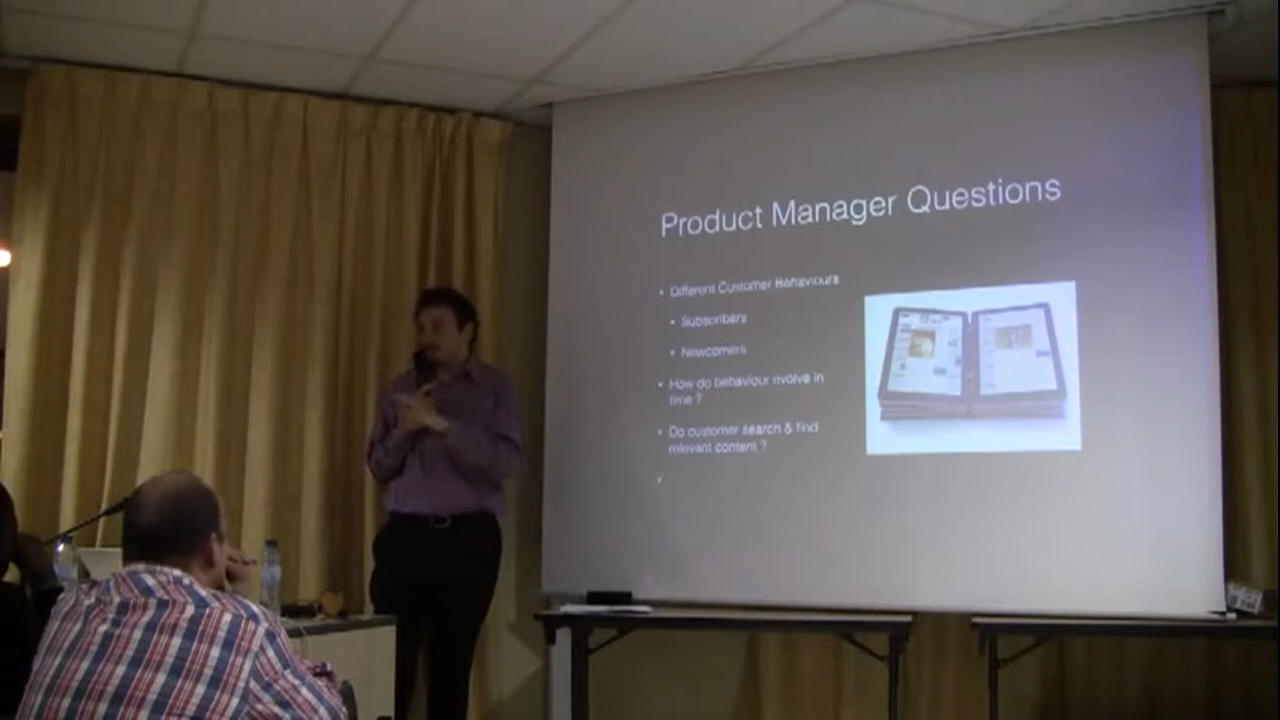 Product Manager Questions
• Different Customer Behaviours
• Subscribers
• Newcomers
• How do behaviour nvolve in
time ?
• Do customer search & find
relevant content ?
•